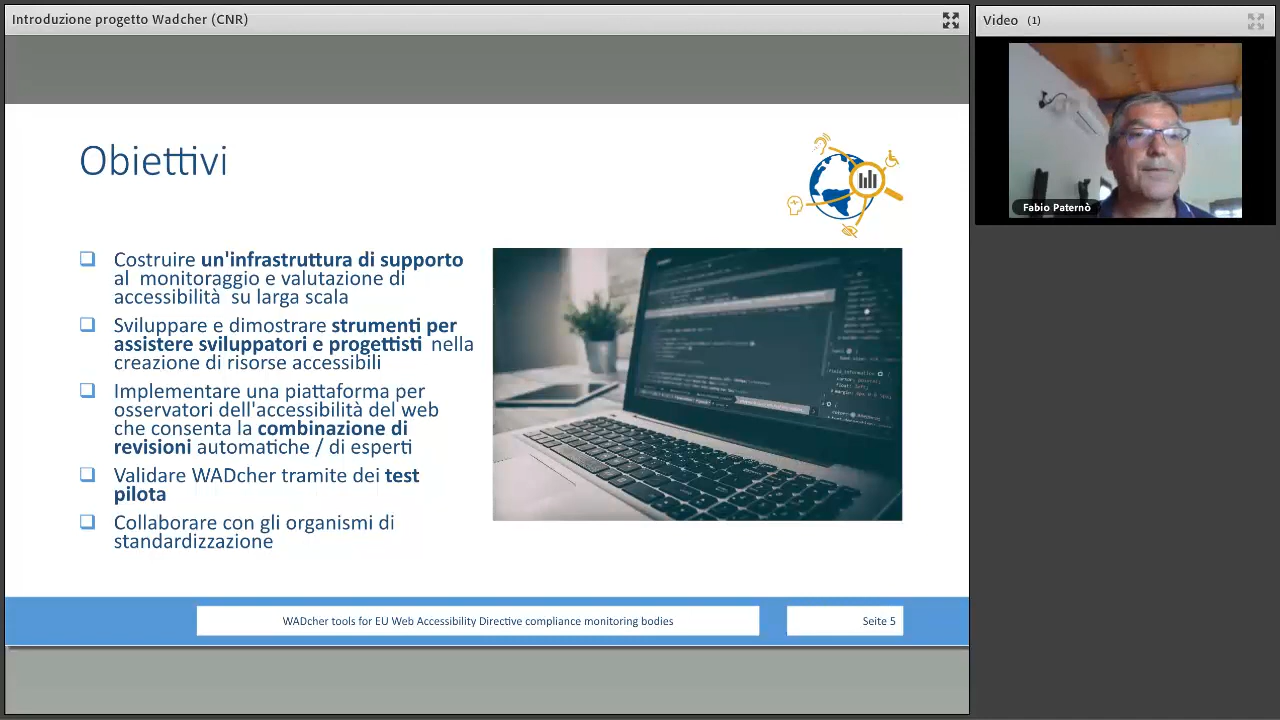 Introduzione progetto Wadcher (CNR)
Video (1)
Fabio Paternò
Obiettivi
Costruire un'infrastruttura di supporto
al monitoraggio e valutazione di
accessibilità su larga scala
Sviluppare e dimostrare strumenti per
assistere sviluppatori e progettisti nella
creazione di risorse accessibili
Implementare una piattaforma per
osservatori dell'accessibilità del web
che consenta la combinazione di
revisioni automatiche / di esperti
Validare WADcher tramite dei test
pilota
Collaborare con gli organismi di
standardizzazione
WADcher tools for EU Web Accessibility Directive compliance monitoring bodies
Seite 5